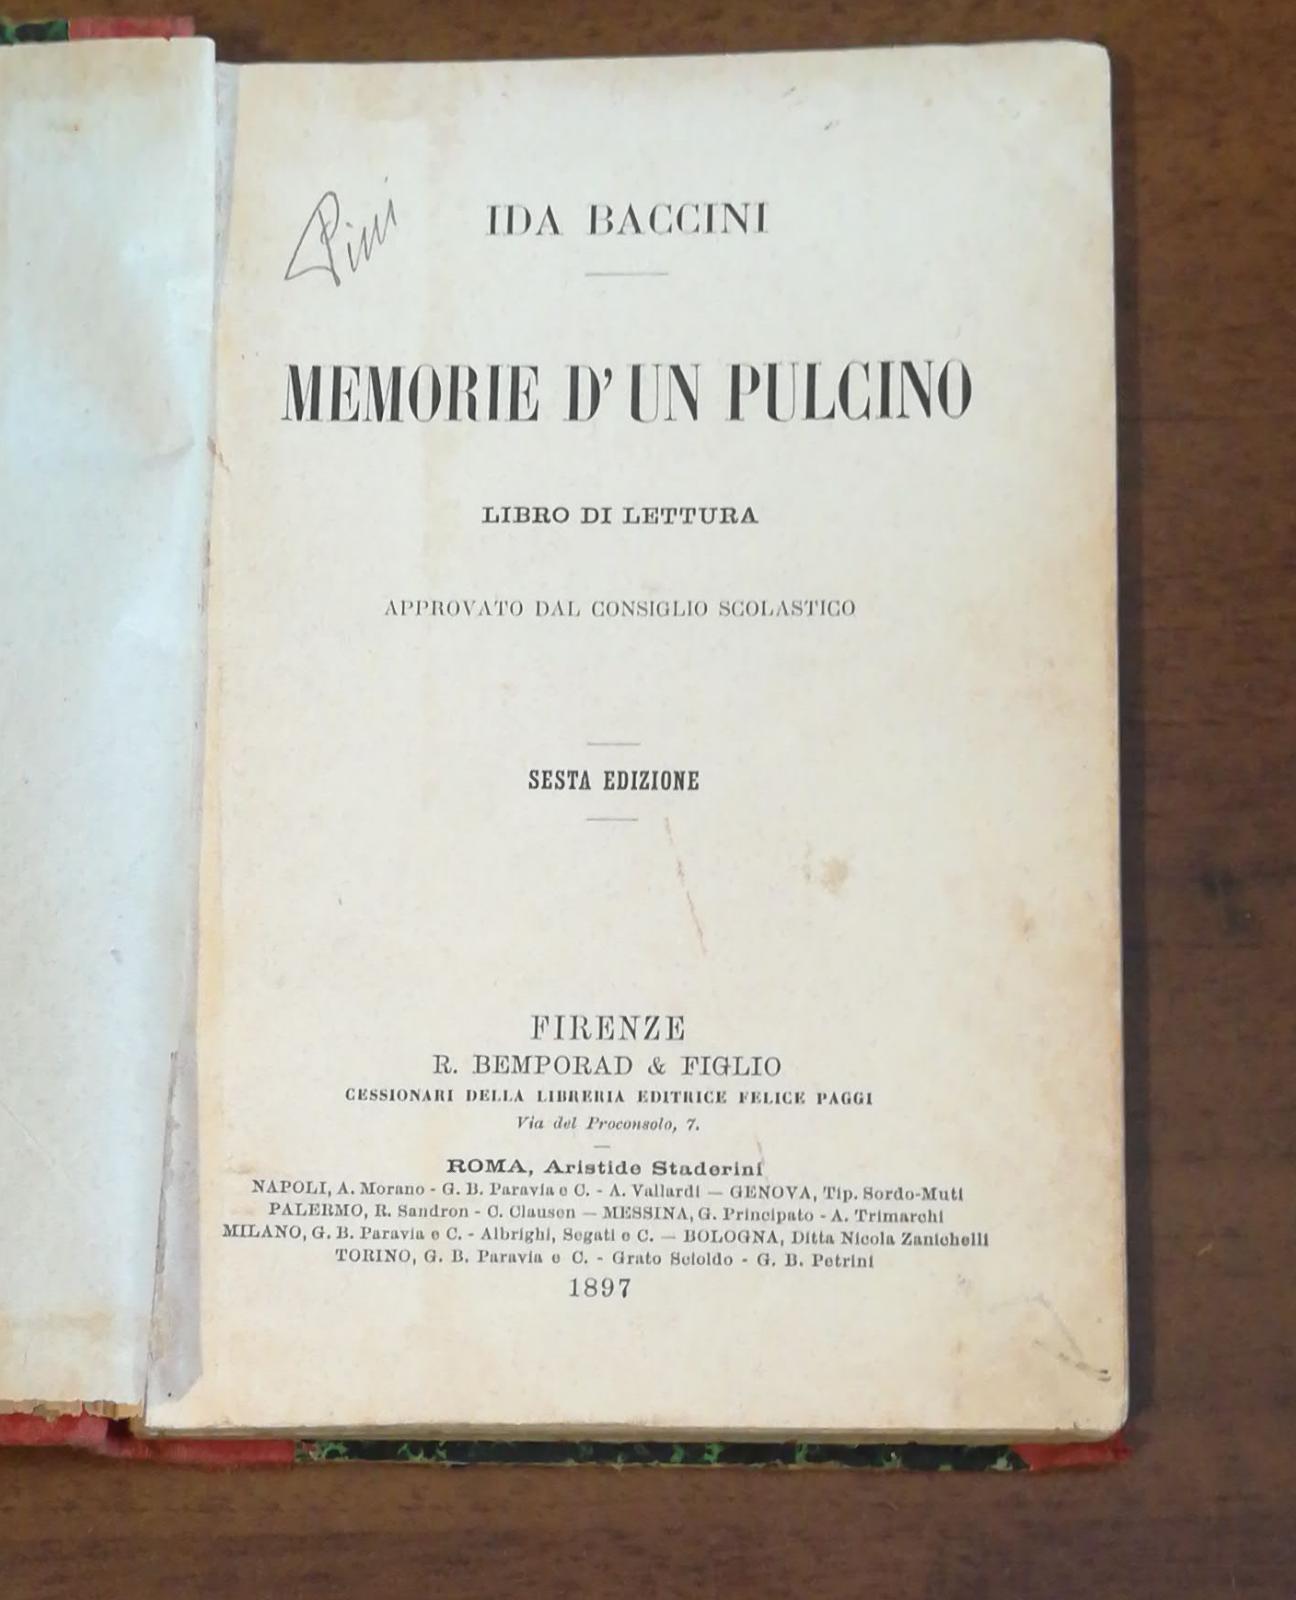 Pini
IDA BACCINI
MEMORIE D'UN PULCINO
LIBRO DI LETTURA
APPROVATO DAL CONSIGLIO SCOLASTICO
SESTA EDIZIONE
FIRENZE
R. BEMPORAD & FIGLIO
CESSIONARI DELLA LIBRERIA EDITRICE FELICE PAGGI
Via del Proconsolo, 7.
ROMA, Aristide Staderini
NAPOLI, A. Morano - G. B. Paravia e C. - A. Vallardi — GENOVA, Tip. Sordo-Muti
PALERMO, R. Sandron - C. Clausen — MESSINA, G. Principato - A. Trimarchi
MILANO, G. B. Paravia e C. - Albrighi, Segati e C. — BOLOGNA, Ditta Nicola Zanichelli
TORINO, G. B. Paravia e C. - Grato Scioldo - G. B. Petrini
1897